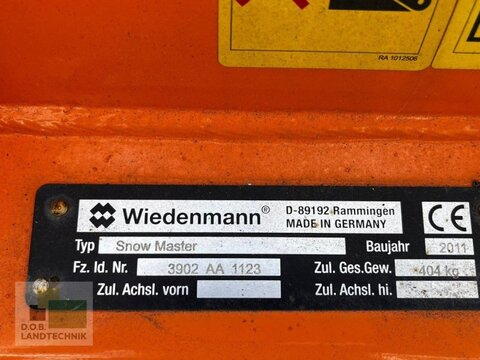 RA 1012506
Wiedenmann®
D-89192 Rammingen
MADE IN GERMANY
CE
Typ Snow Master Baujahr 2011
Fz. Id. Nr. 3902 AA 1123 Zul. Ges.Gew. 404 kg
Zul. Achsl. vorn Zul. Achsl. hi.
D.O.B.
LANDTECHNIK